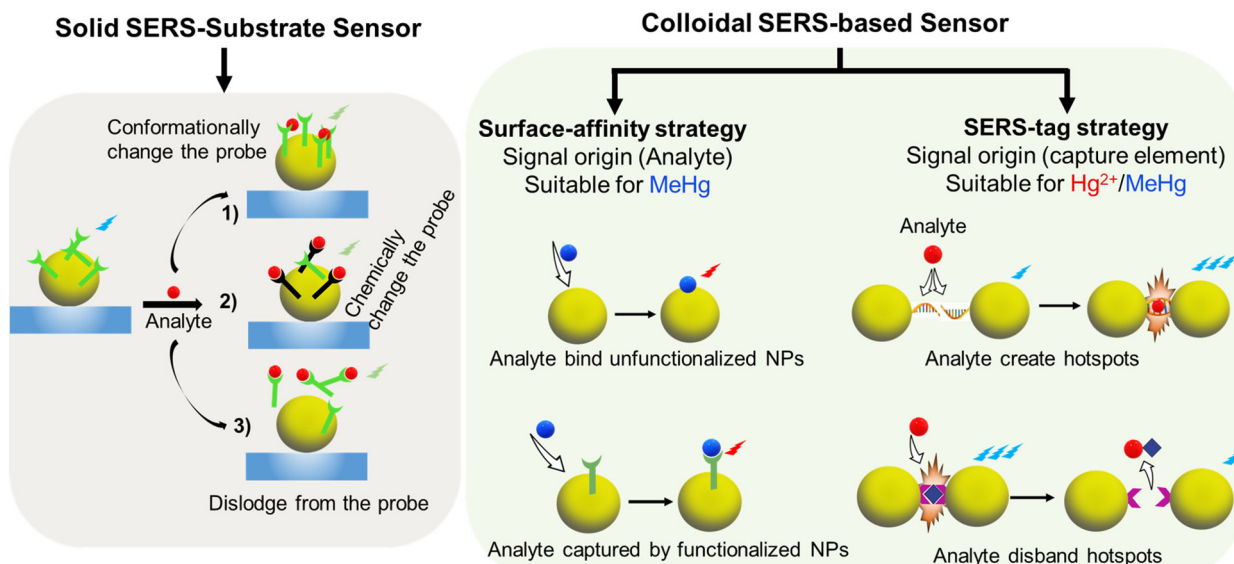 Solid SERS-Substrate Sensor
Conformationally
change the probe
1)
2)
Analyte
Chemically
change the probe
3)
Dislodge from the probe
Colloidal SERS-based Sensor
Surface-affinity strategy
Signal origin (Analyte)
Suitable for MeHg
Analyte bind unfunctionalized NPs
Analyte captured by functionalized NPs
SERS-tag strategy
Signal origin (capture element)
Suitable for Hg²⁺/MeHg
Analyte
Analyte create hotspots
Analyte disband hotspots